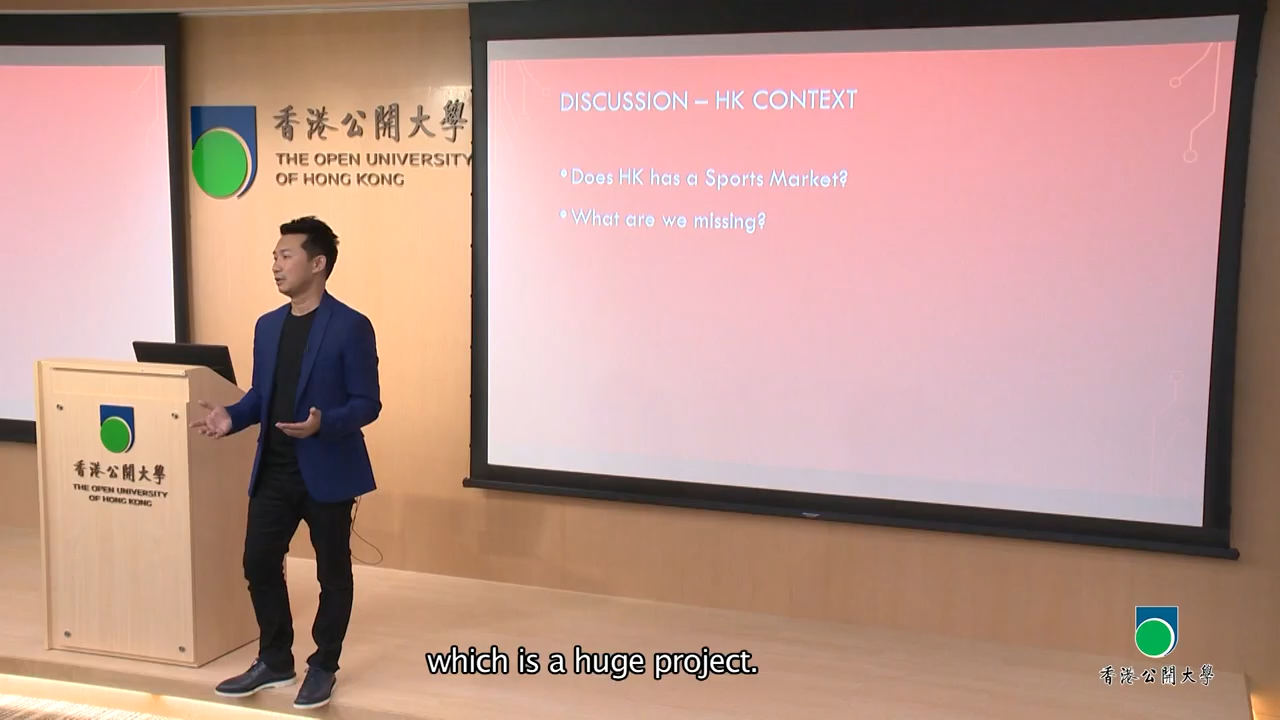 香港公開大學
THE OPEN UNIVERSITY
OF HONG KONG
DISCUSSION – HK CONTEXT
•Does HK has a Sports Market?
•What are we missing?
香港公開大學
THE OPEN UNIVERSITY
OF HONG KONG
which is a huge project.
香港公開大學